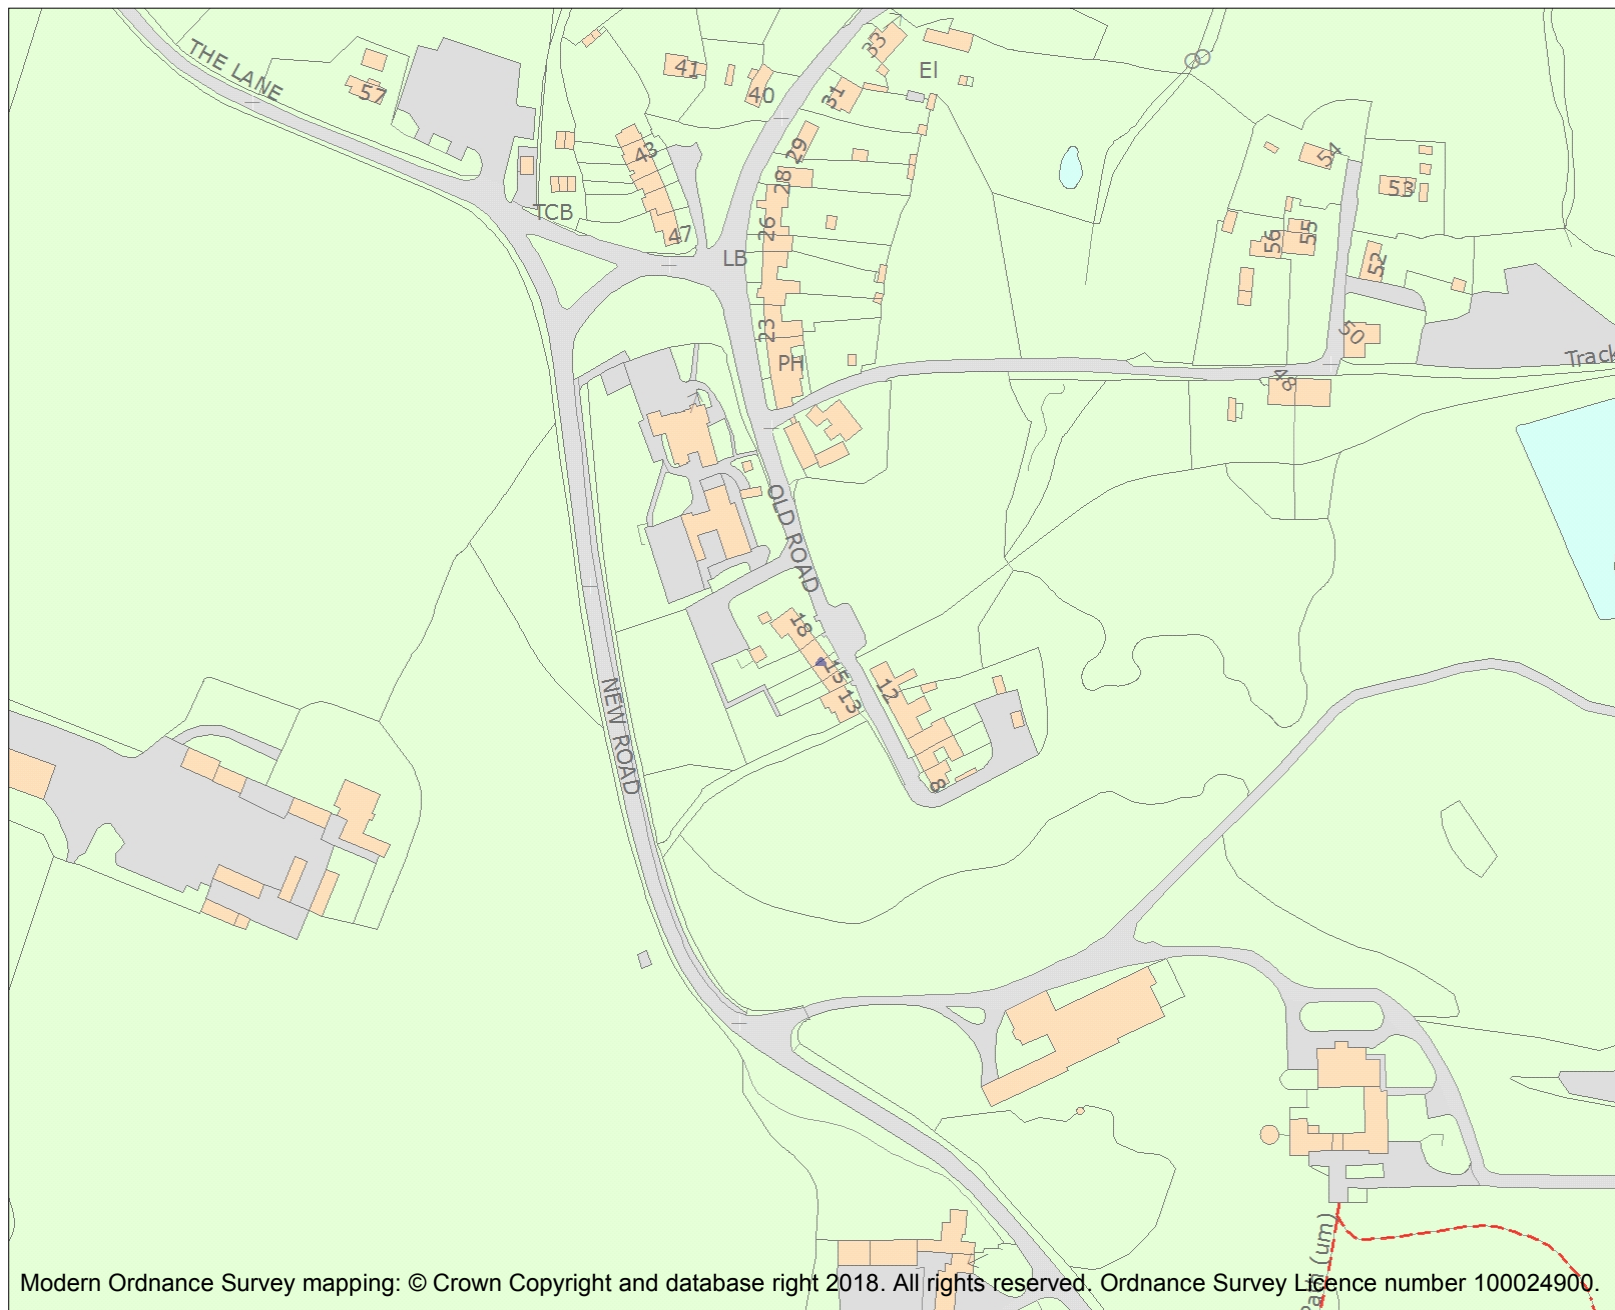 THE LANE
57
41
40
33
El
31
43
29
28
TCB
47
26
LB
54
53
56
55
52
23
PH
50
48
Track
OLD ROAD
18
15
13
12
8
NEW ROAD
Path (um)
Modern Ordnance Survey mapping: © Crown Copyright and database right 2018. All rights reserved. Ordnance Survey Licence number 100024900.